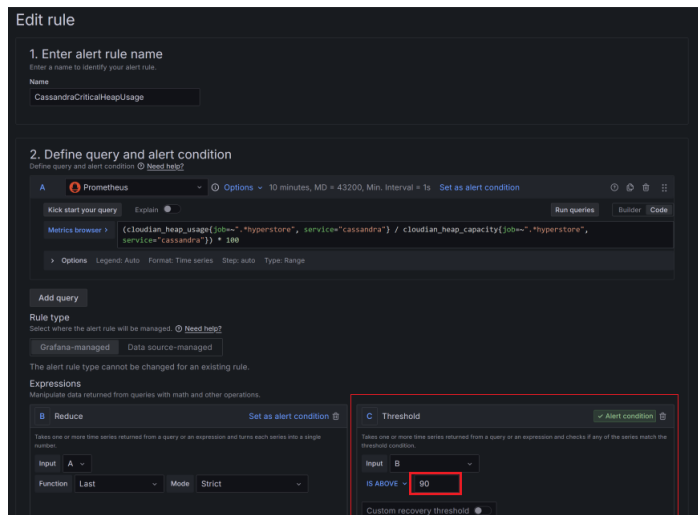 Edit rule
1. Enter alert rule name
Enter a name to identify your alert rule.
Name
CassandraCriticalHeapUsage
2. Define query and alert condition
Define query and alert condition Need help?
A Prometheus Options 10 minutes, MD = 43200, Min. Interval = 1s Set as alert condition
Kick start your query Explain Run queries Builder Code
Metrics browser > (cloudian_heap_usage{job=~".*hyperstore", service="cassandra"} / cloudian_heap_capacity{job=~".*hyperstore",
service="cassandra"}) * 100
> Options Legend: Auto Format: Time series Step: auto Type: Range
Add query
Rule type
Select where the alert rule will be managed. Need help?
Grafana-managed Data source-managed
The alert rule type cannot be changed for an existing rule.
Expressions
Manipulate data returned from queries with math and other operations.
B Reduce Set as alert condition
Takes one or more time series returned from a query or an expression and turns each series into a single
number.
Input A
Function Last Mode Strict
C Threshold Alert condition
Takes one or more time series returned from a query or an expression and checks if any of the series match the
threshold condition.
Input B
IS ABOVE 90
Custom recovery threshold